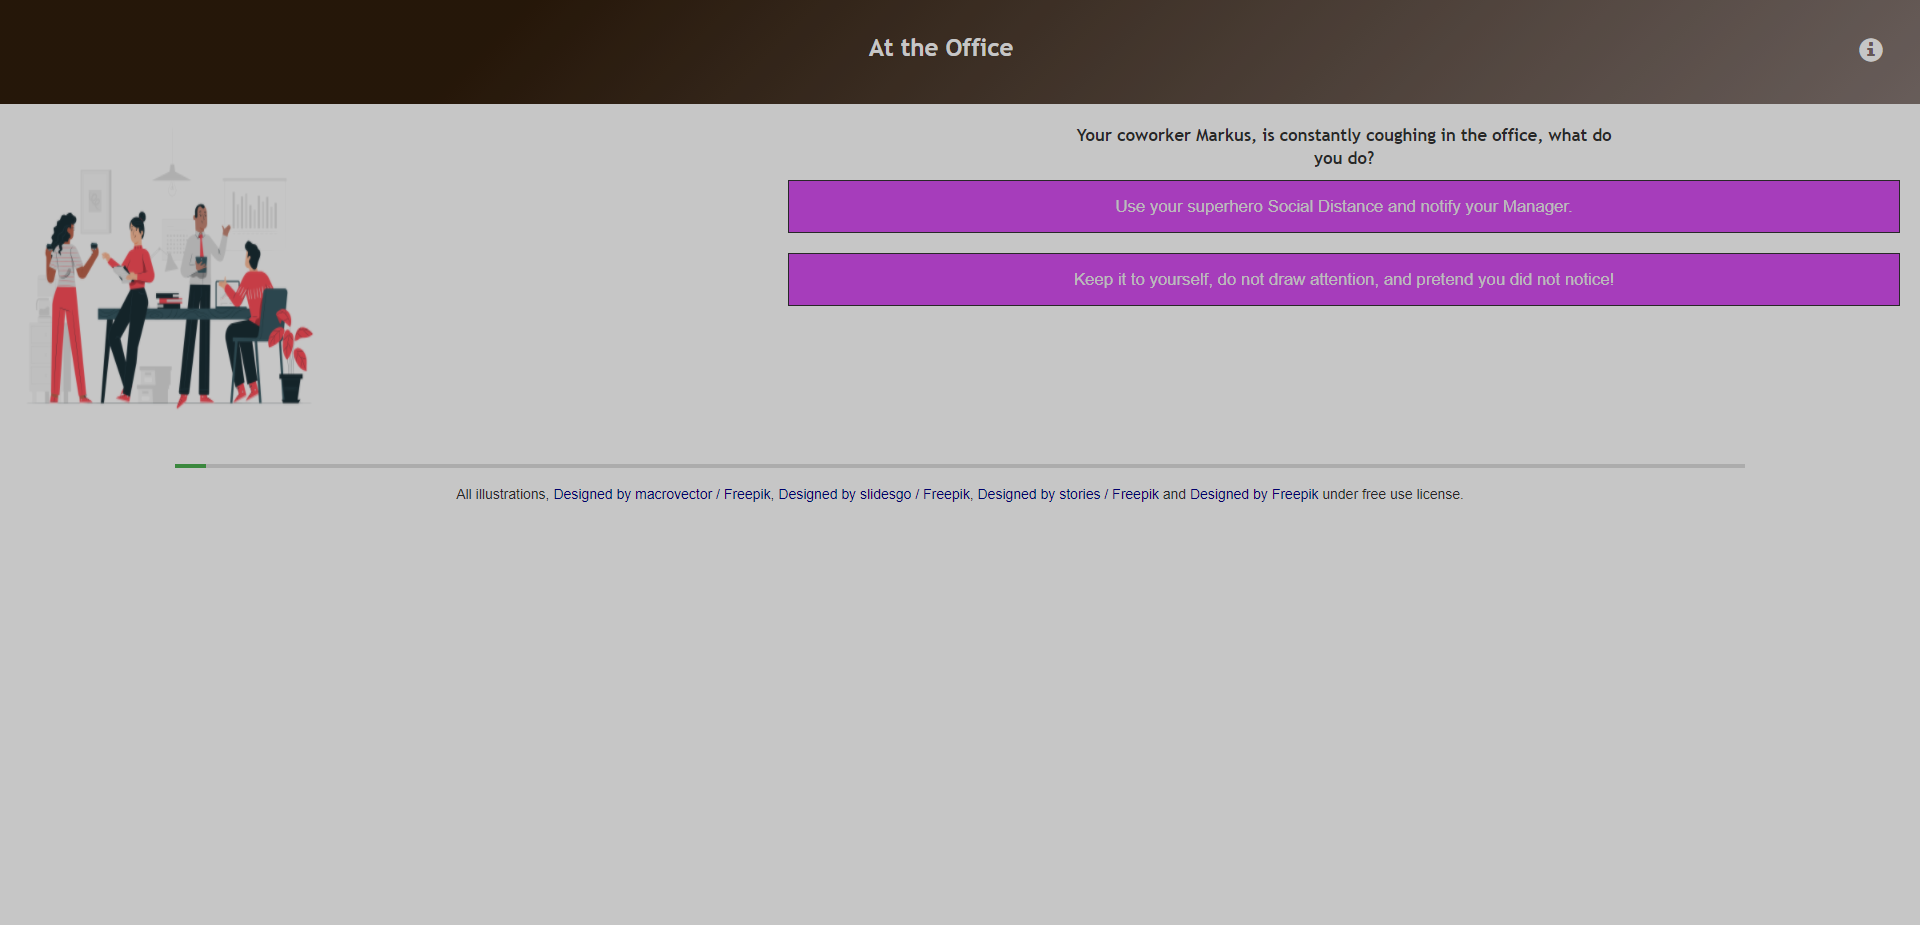 At the Office
Your coworker Markus, is constantly coughing in the office, what do
you do?
Use your superhero Social Distance and notify your Manager.
Keep it to yourself, do not draw attention, and pretend you did not notice!
All illustrations, Designed by macrovector / Freepik, Designed by slidesgo / Freepik, Designed by stories / Freepik and Designed by Freepik under free use license.